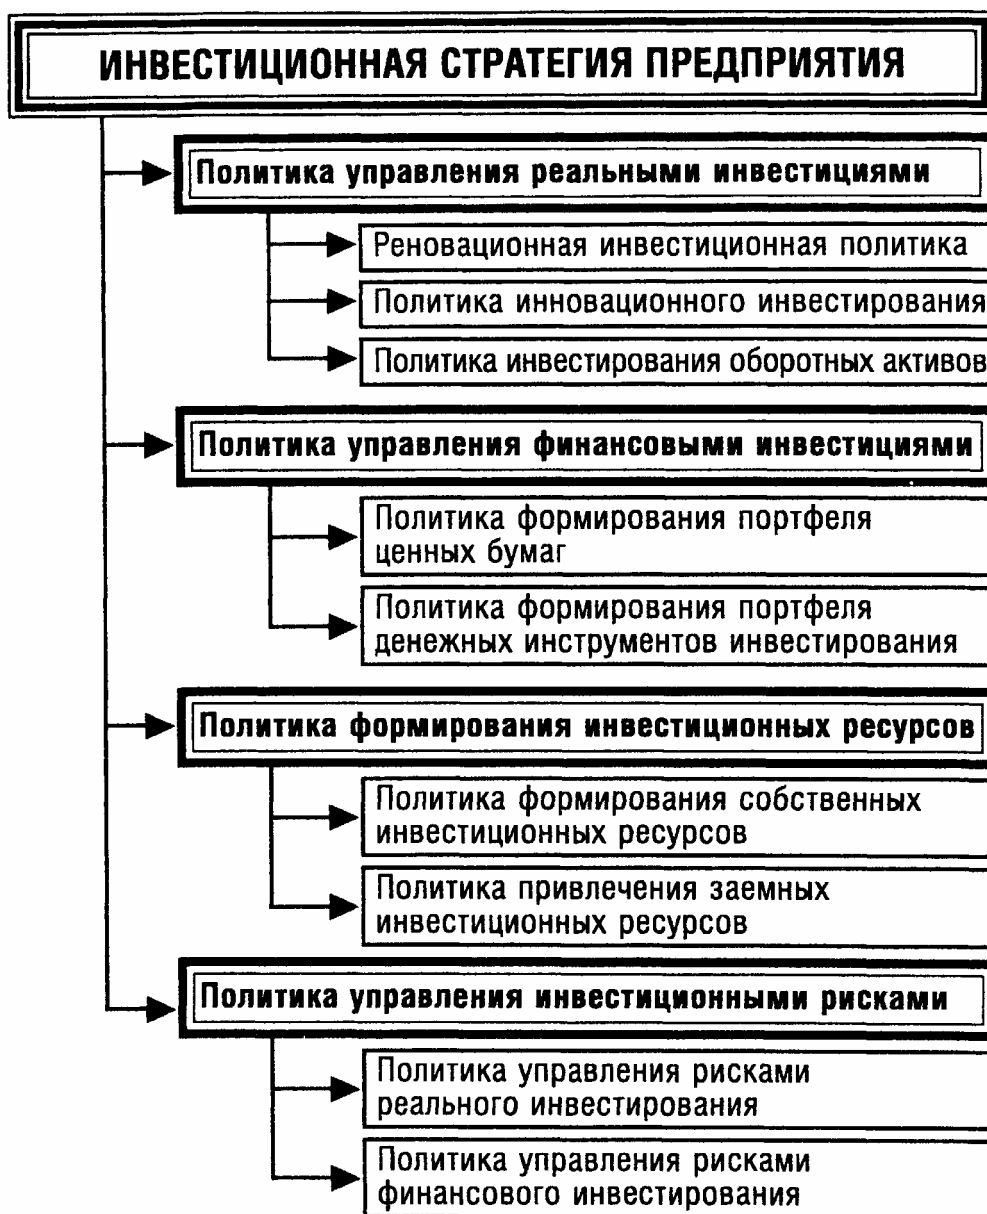 ИНВЕСТИЦИОННАЯ СТРАТЕГИЯ ПРЕДПРИЯТИЯ
Политика управления реальными инвестициями
Реновационная инвестиционная политика
Политика инновационного инвестирования
Политика инвестирования оборотных активов
Политика управления финансовыми инвестициями
Политика формирования портфеля
ценных бумаг
Политика формирования портфеля
денежных инструментов инвестирования
Политика формирования инвестиционных ресурсов
Политика формирования собственных
инвестиционных ресурсов
Политика привлечения заемных
инвестиционных ресурсов
Политика управления инвестиционными рисками
Политика управления рисками
реального инвестирования
Политика управления рисками
финансового инвестирования